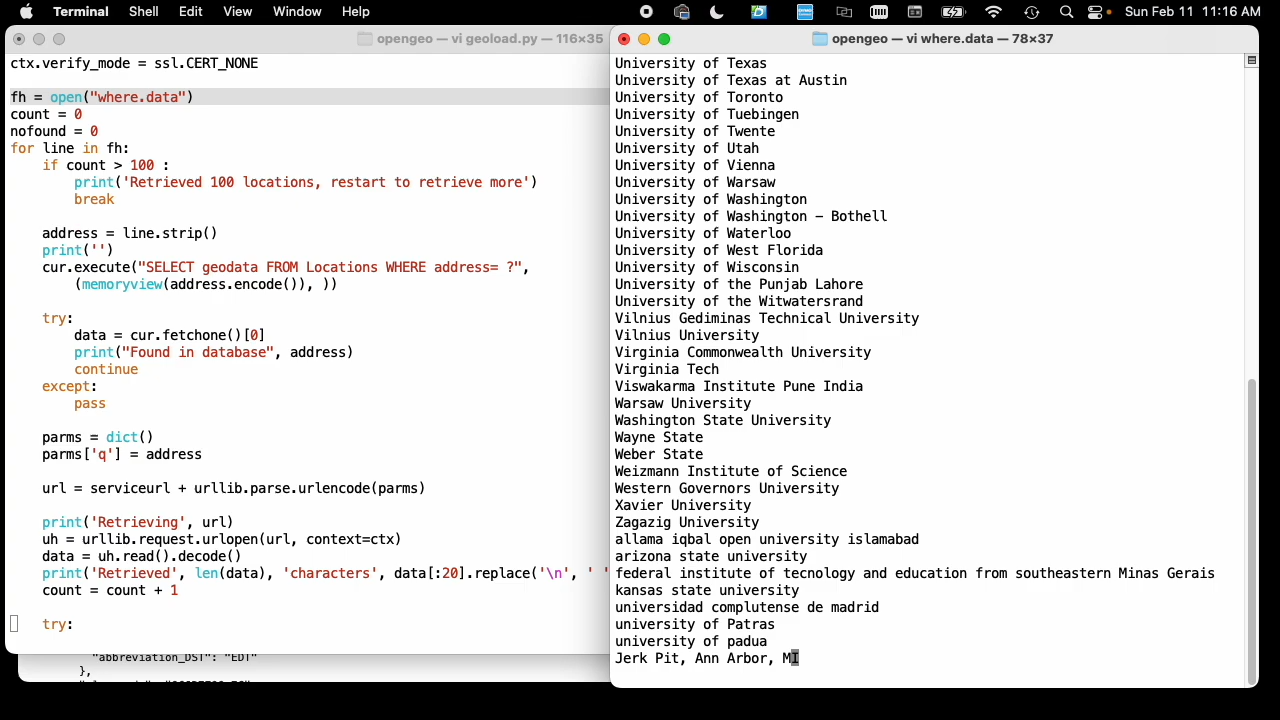 Terminal Shell Edit View Window Help Sun Feb 11 11:16 AM
opengeo — vi geoload.py — 116×35
ctx.verify_mode = ssl.CERT_NONE
fh = open("where.data")
count = 0
nofound = 0
for line in fh:
    if count > 100 :
        print('Retrieved 100 locations, restart to retrieve more')
        break
    address = line.strip()
    print('')
    cur.execute("SELECT geodata FROM Locations WHERE address= ?",
        (memoryview(address.encode()), ))
    try:
        data = cur.fetchone()[0]
        print("Found in database", address)
        continue
    except:
        pass
    parms = dict()
    parms['q'] = address
    url = serviceurl + urllib.parse.urlencode(parms)
    print('Retrieving', url)
    uh = urllib.request.urlopen(url, context=ctx)
    data = uh.read().decode()
    print('Retrieved', len(data), 'characters', data[:20].replace('\n', ' '
    count = count + 1
    try:
"abbreviation_DST": "EDT"
},
opengeo — vi where.data — 78×37
University of Texas
University of Texas at Austin
University of Toronto
University of Tuebingen
University of Twente
University of Utah
University of Vienna
University of Warsaw
University of Washington
University of Washington - Bothell
University of Waterloo
University of West Florida
University of Wisconsin
University of the Punjab Lahore
University of the Witwatersrand
Vilnius Gediminas Technical University
Vilnius University
Virginia Commonwealth University
Virginia Tech
Viswakarma Institute Pune India
Warsaw University
Washington State University
Wayne State
Weber State
Weizmann Institute of Science
Western Governors University
Xavier University
Zagazig University
allama iqbal open university islamabad
arizona state university
federal institute of tecnology and education from southeastern Minas Gerais
kansas state university
universidad complutense de madrid
university of Patras
university of padua
Jerk Pit, Ann Arbor, MI